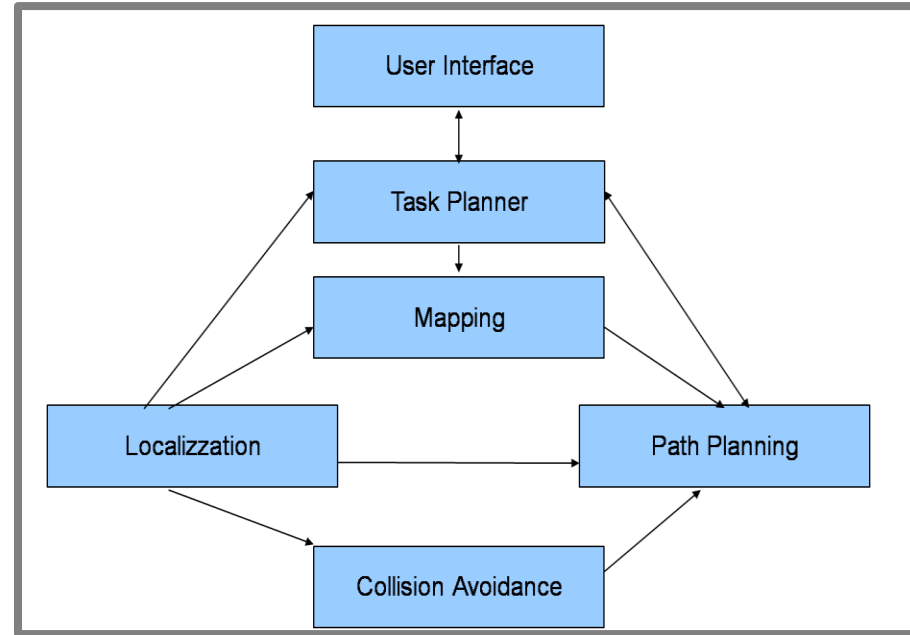 User Interface
Task Planner
Mapping
Localizzation
Path Planning
Collision Avoidance